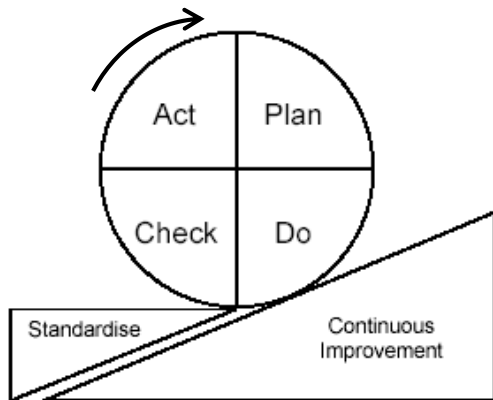 Act
Plan
Check
Do
Standardise
Continuous
Improvement